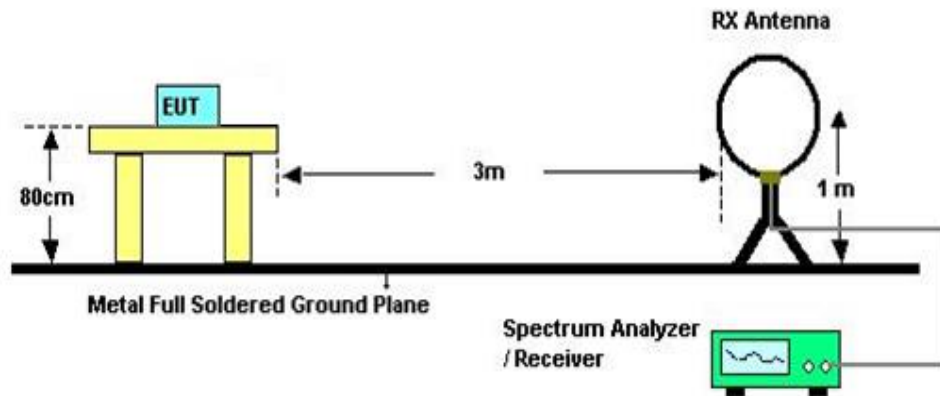 RX Antenna
EUT
3m
80cm
1 m
Metal Full Soldered Ground Plane
Spectrum Analyzer
/ Receiver